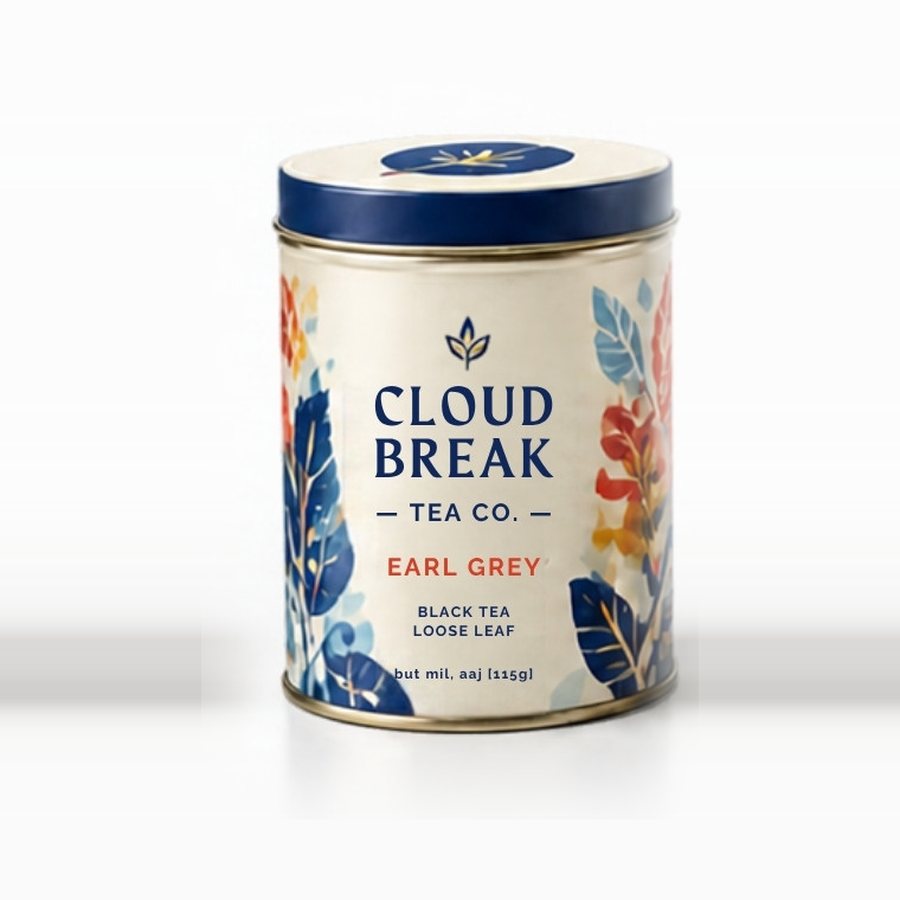 CLOUD
BREAK
— TEA CO. —
EARL GREY
BLACK TEA
LOOSE LEAF
but mil, aaj [115g]